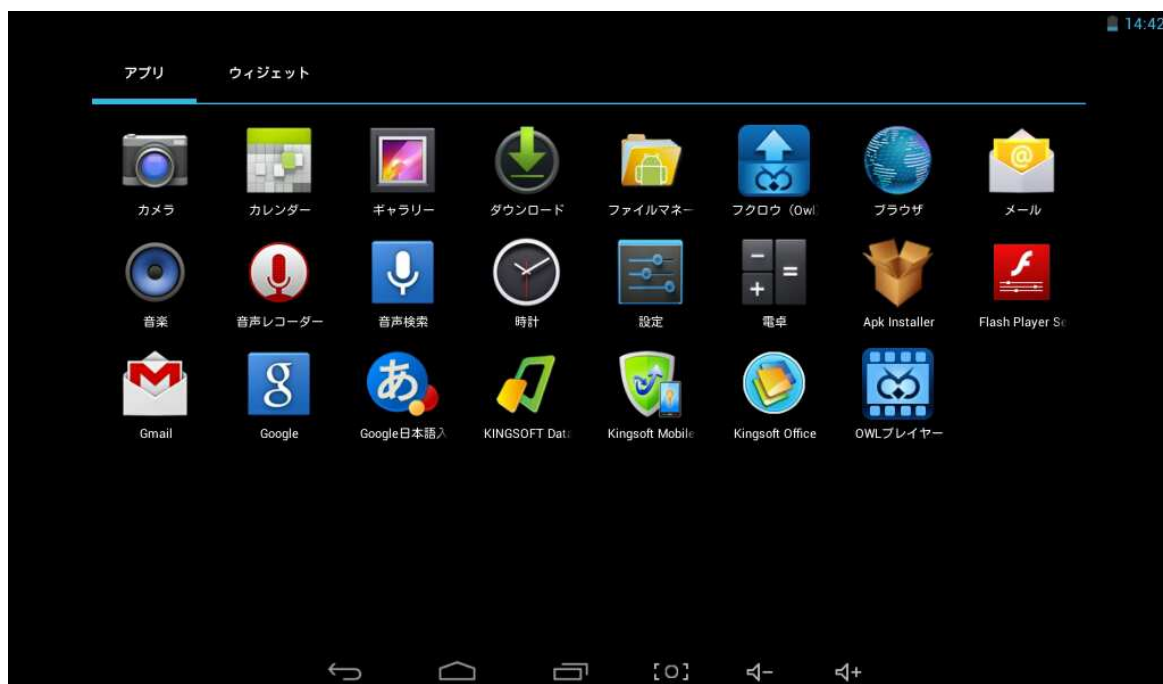 14:42
アプリ ウィジェット
カメラ カレンダー ギャラリー ダウンロード ファイルマネー フクロウ（Owl ブラウザ メール
音楽 音声レコーダー 音声検索 時計 設定 電卓 Apk Installer Flash Player Se
Gmail Google Google日本語入 KINGSOFT Data Kingsoft Mobile Kingsoft Office OWLプレイヤー